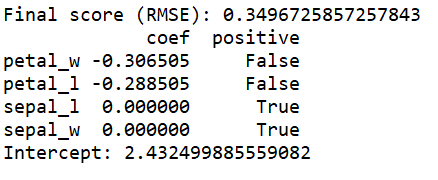 Final score (RMSE): 0.3496725857257843
coef positive
petal_w -0.306505 False
petal_l -0.288505 False
sepal_l 0.000000 True
sepal_w 0.000000 True
Intercept: 2.432499885559082